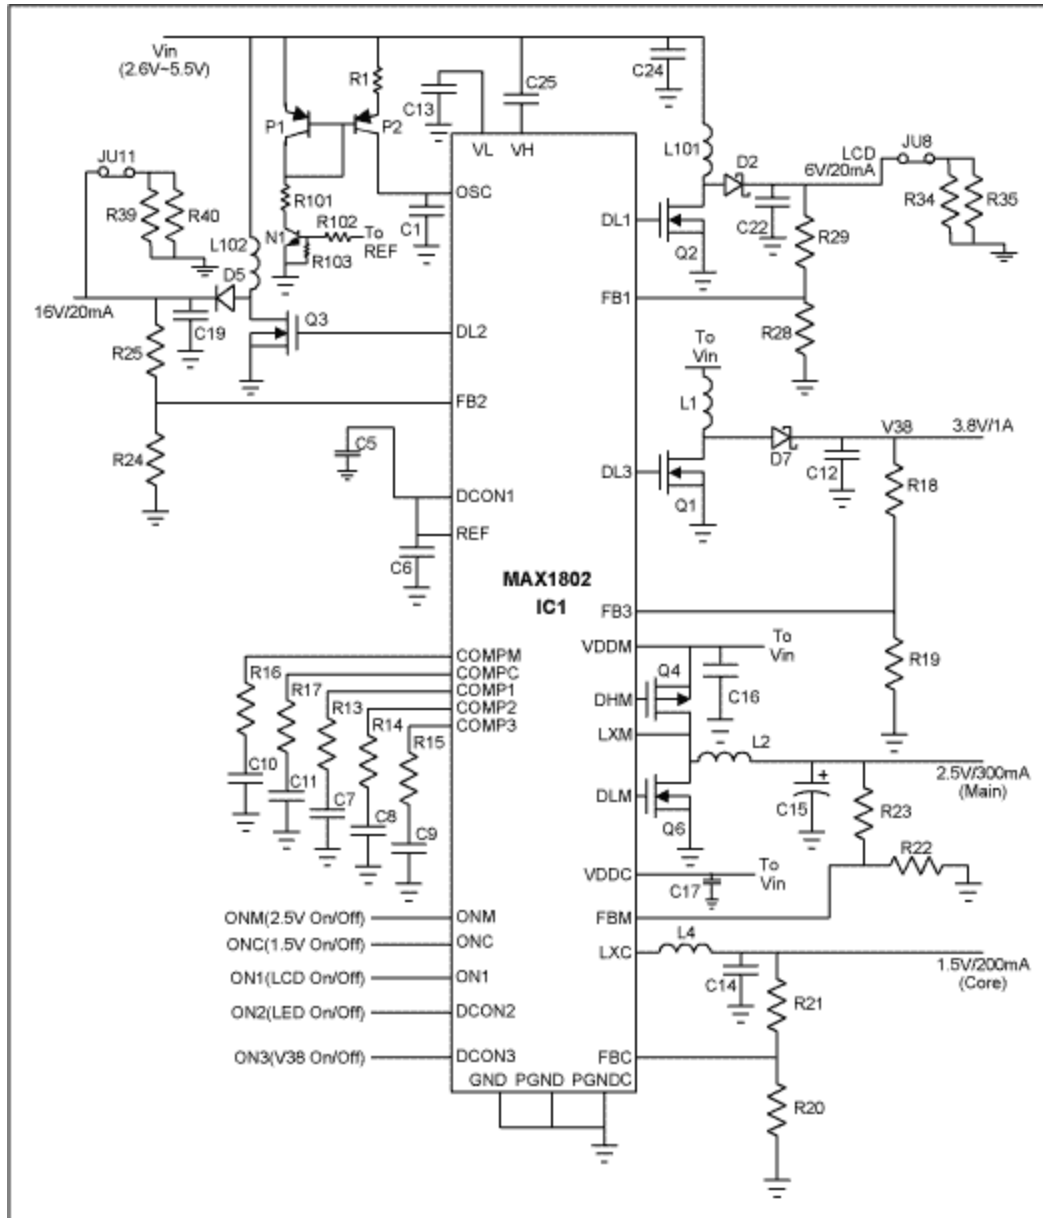 Vin
(2.6V~5.5V)
R1
C13
C25
C24
P1
P2
VL
VH
L101
LCD
6V/20mA
JU8
D2
JU11
OSC
R34
R35
R39
R40
R101
R102
To
REF
C1
DL1
C22
R29
N1
R103
Q2
L102
D5
16V/20mA
C19
Q3
FB1
R28
R25
DL2
To
Vin
L1
FB2
V38
3.8V/1A
R24
C5
D7
C12
DL3
R18
Q1
DCON1
REF
C6
MAX1802
IC1
FB3
VDDM
To
Vin
R19
COMPM
COMPC
COMP1
COMP2
COMP3
R16
R17
R13
R14
R15
Q4
C16
DHM
LXM
L2
C10
C11
C7
C8
C9
2.5V/300mA
(Main)
DLM
+
C15
Q6
R23
R22
VDDC
C17
To
Vin
ONM(2.5V On/Off)
ONM
FBM
ONC(1.5V On/Off)
ONC
LXC
L4
1.5V/200mA
(Core)
ON1(LCD On/Off)
ON1
C14
R21
ON2(LED On/Off)
DCON2
ON3(V38 On/Off)
DCON3
FBC
GND
PGND
PGNDC
R20